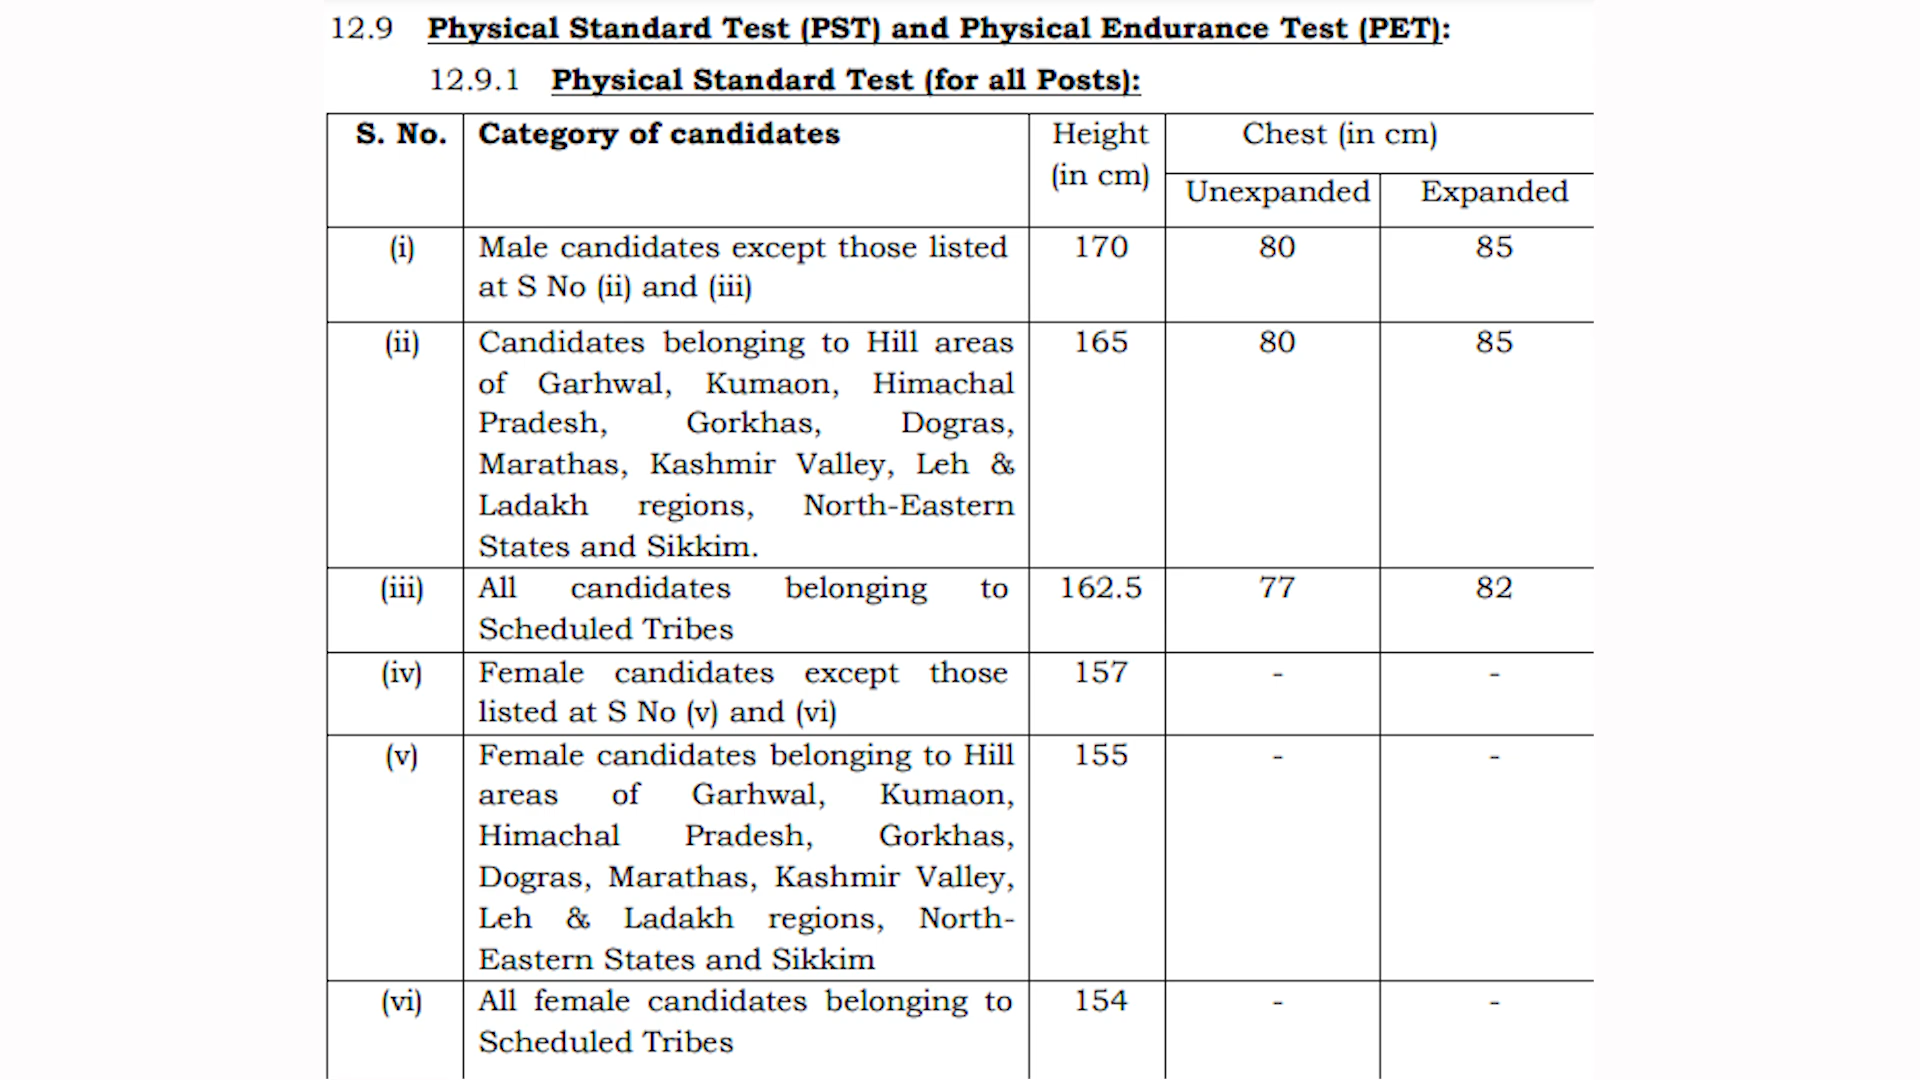 12.9 Physical Standard Test (PST) and Physical Endurance Test (PET):
12.9.1 Physical Standard Test (for all Posts):
S. No. Category of candidates Height Chest (in cm)
(in cm)
Unexpanded Expanded
(i) Male candidates except those listed 170 80 85
at S No (ii) and (iii)
(ii) Candidates belonging to Hill areas 165 80 85
of Garhwal, Kumaon, Himachal
Pradesh, Gorkhas, Dogras,
Marathas, Kashmir Valley, Leh &
Ladakh regions, North-Eastern
States and Sikkim.
(iii) All candidates belonging to 162.5 77 82
Scheduled Tribes
(iv) Female candidates except those 157 - -
listed at S No (v) and (vi)
(v) Female candidates belonging to Hill 155 - -
areas of Garhwal, Kumaon,
Himachal Pradesh, Gorkhas,
Dogras, Marathas, Kashmir Valley,
Leh & Ladakh regions, North-
Eastern States and Sikkim
(vi) All female candidates belonging to 154 - -
Scheduled Tribes